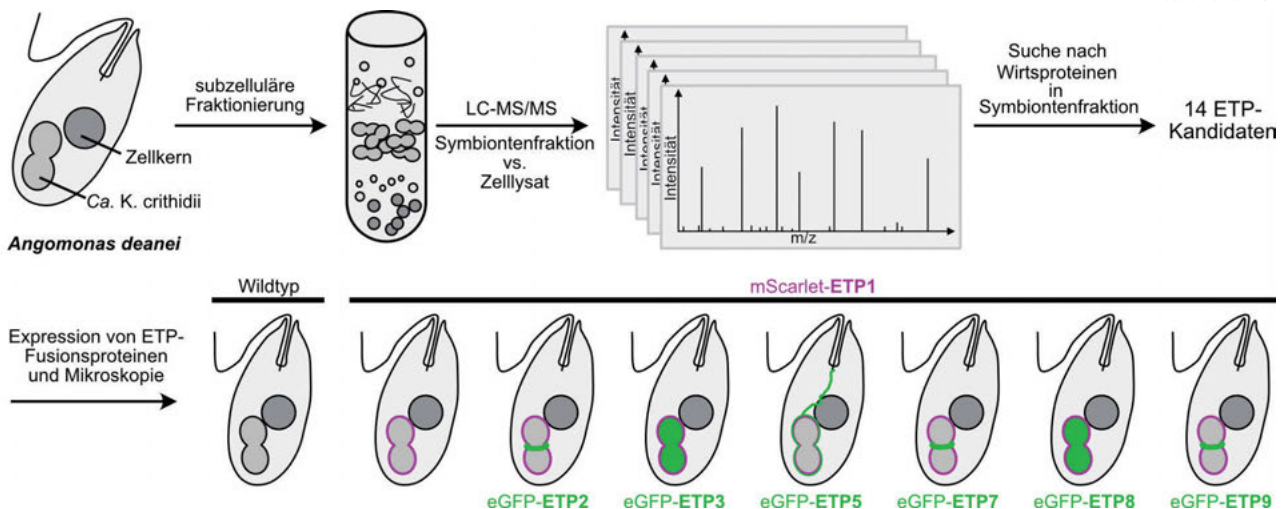 subzelluläre
Fraktionierung
Zellkern
Ca. K. crithidii
Angomonas deanei
LC-MS/MS
Symbiontenfraktion
vs.
Zelllysat
Intensität
Intensität
Intensität
Intensität
Intensität
m/z
Suche nach
Wirtsproteinen
in
Symbiontenfraktion
14 ETP-
Kandidaten
Expression von ETP-
Fusionsproteinen
und Mikroskopie
Wildtyp
mScarlet-ETP1
eGFP-ETP2
eGFP-ETP3
eGFP-ETP5
eGFP-ETP7
eGFP-ETP8
eGFP-ETP9